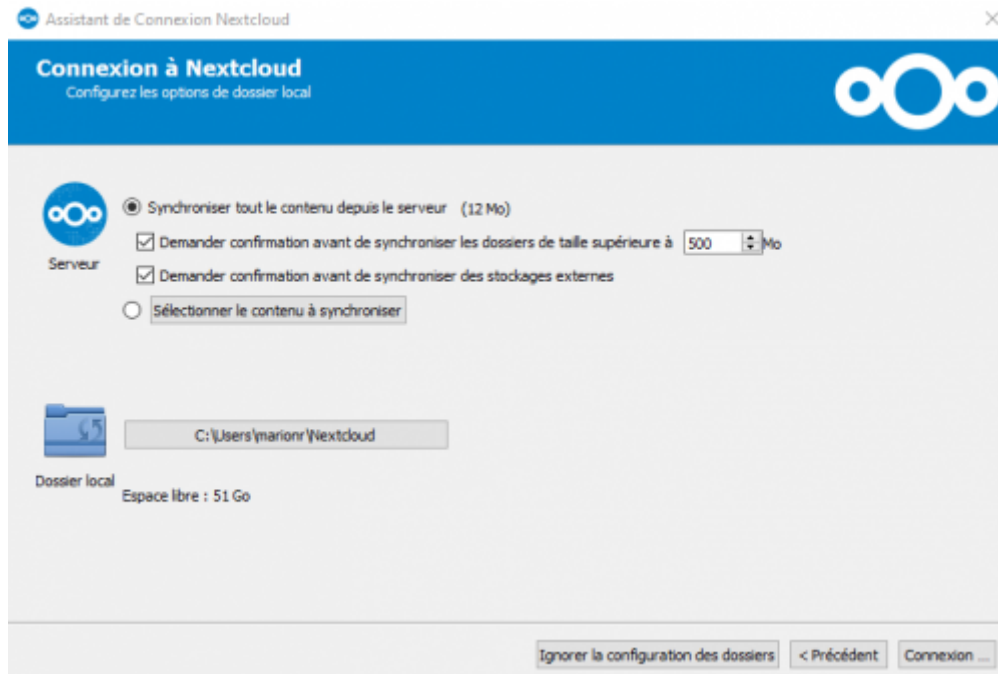 Assistant de Connexion Nextcloud
Connexion à Nextcloud
Configurez les options de dossier local
Synchroniser tout le contenu depuis le serveur (12 Mo)
Demander confirmation avant de synchroniser les dossiers de taille supérieure à 500 Mo
Serveur
Demander confirmation avant de synchroniser des stockages externes
Sélectionner le contenu à synchroniser
C:\Users\marionr\Nextcloud
Dossier local
Espace libre : 51 Go
Ignorer la configuration des dossiers < Précédent Connexion ...